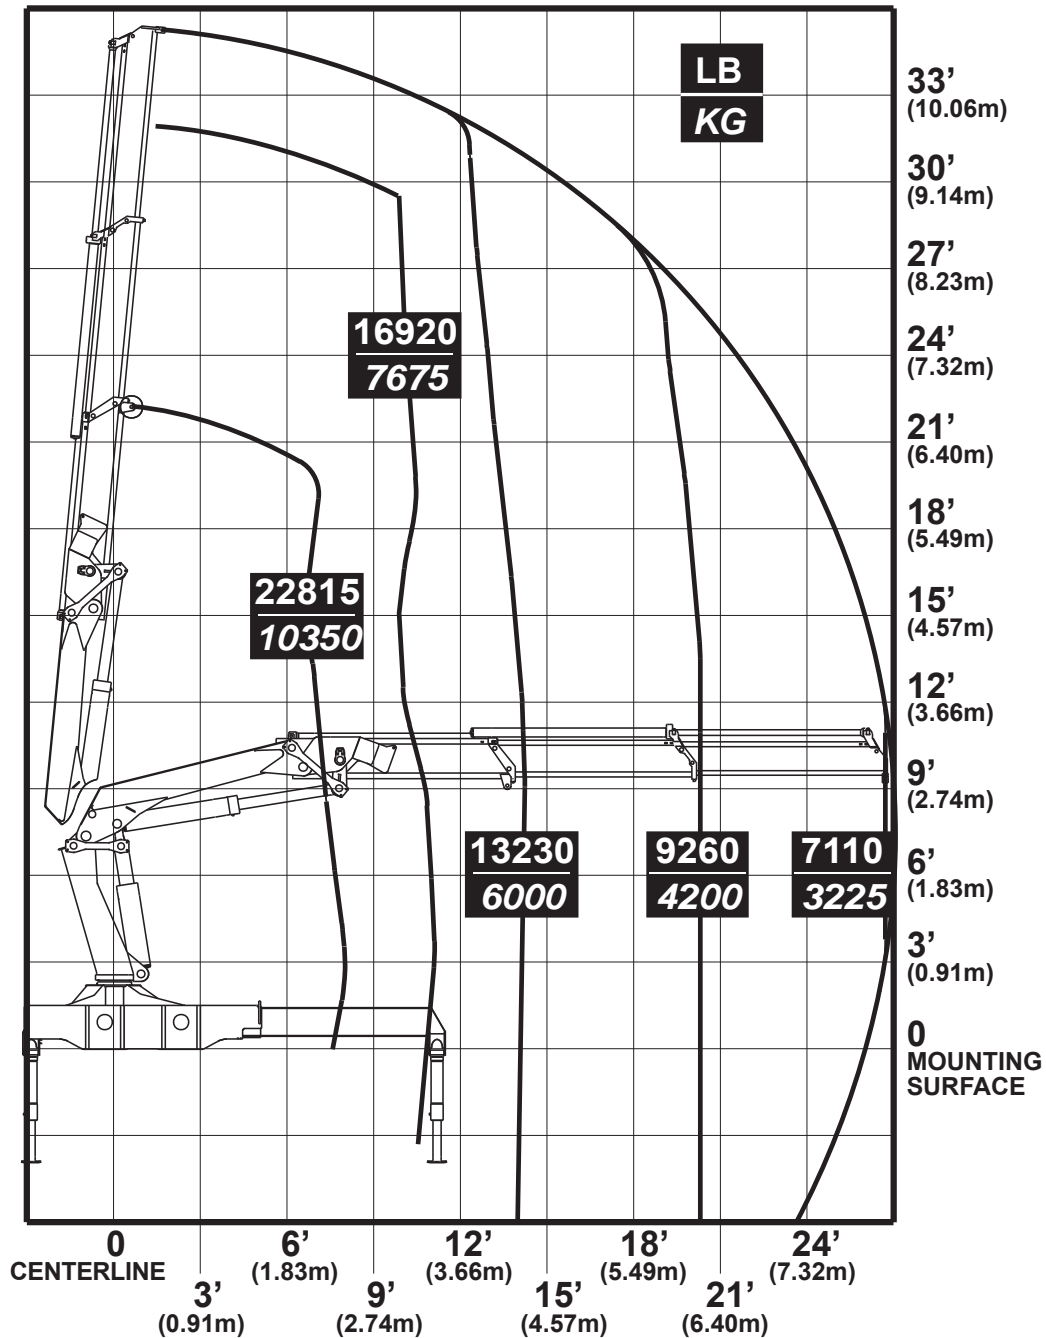 LB
KG
33’
(10.06m)
30’
(9.14m)
27’
(8.23m)
16920
7675
24’
(7.32m)
21’
(6.40m)
18’
(5.49m)
22815
10350
15’
(4.57m)
12’
(3.66m)
9’
(2.74m)
13230
6000
9260
4200
7110
3225
6’
(1.83m)
3’
(0.91m)
0
MOUNTING
SURFACE
0
CENTERLINE
3’
(0.91m)
6’
(1.83m)
9’
(2.74m)
12’
(3.66m)
15’
(4.57m)
18’
(5.49m)
21’
(6.40m)
24’
(7.32m)